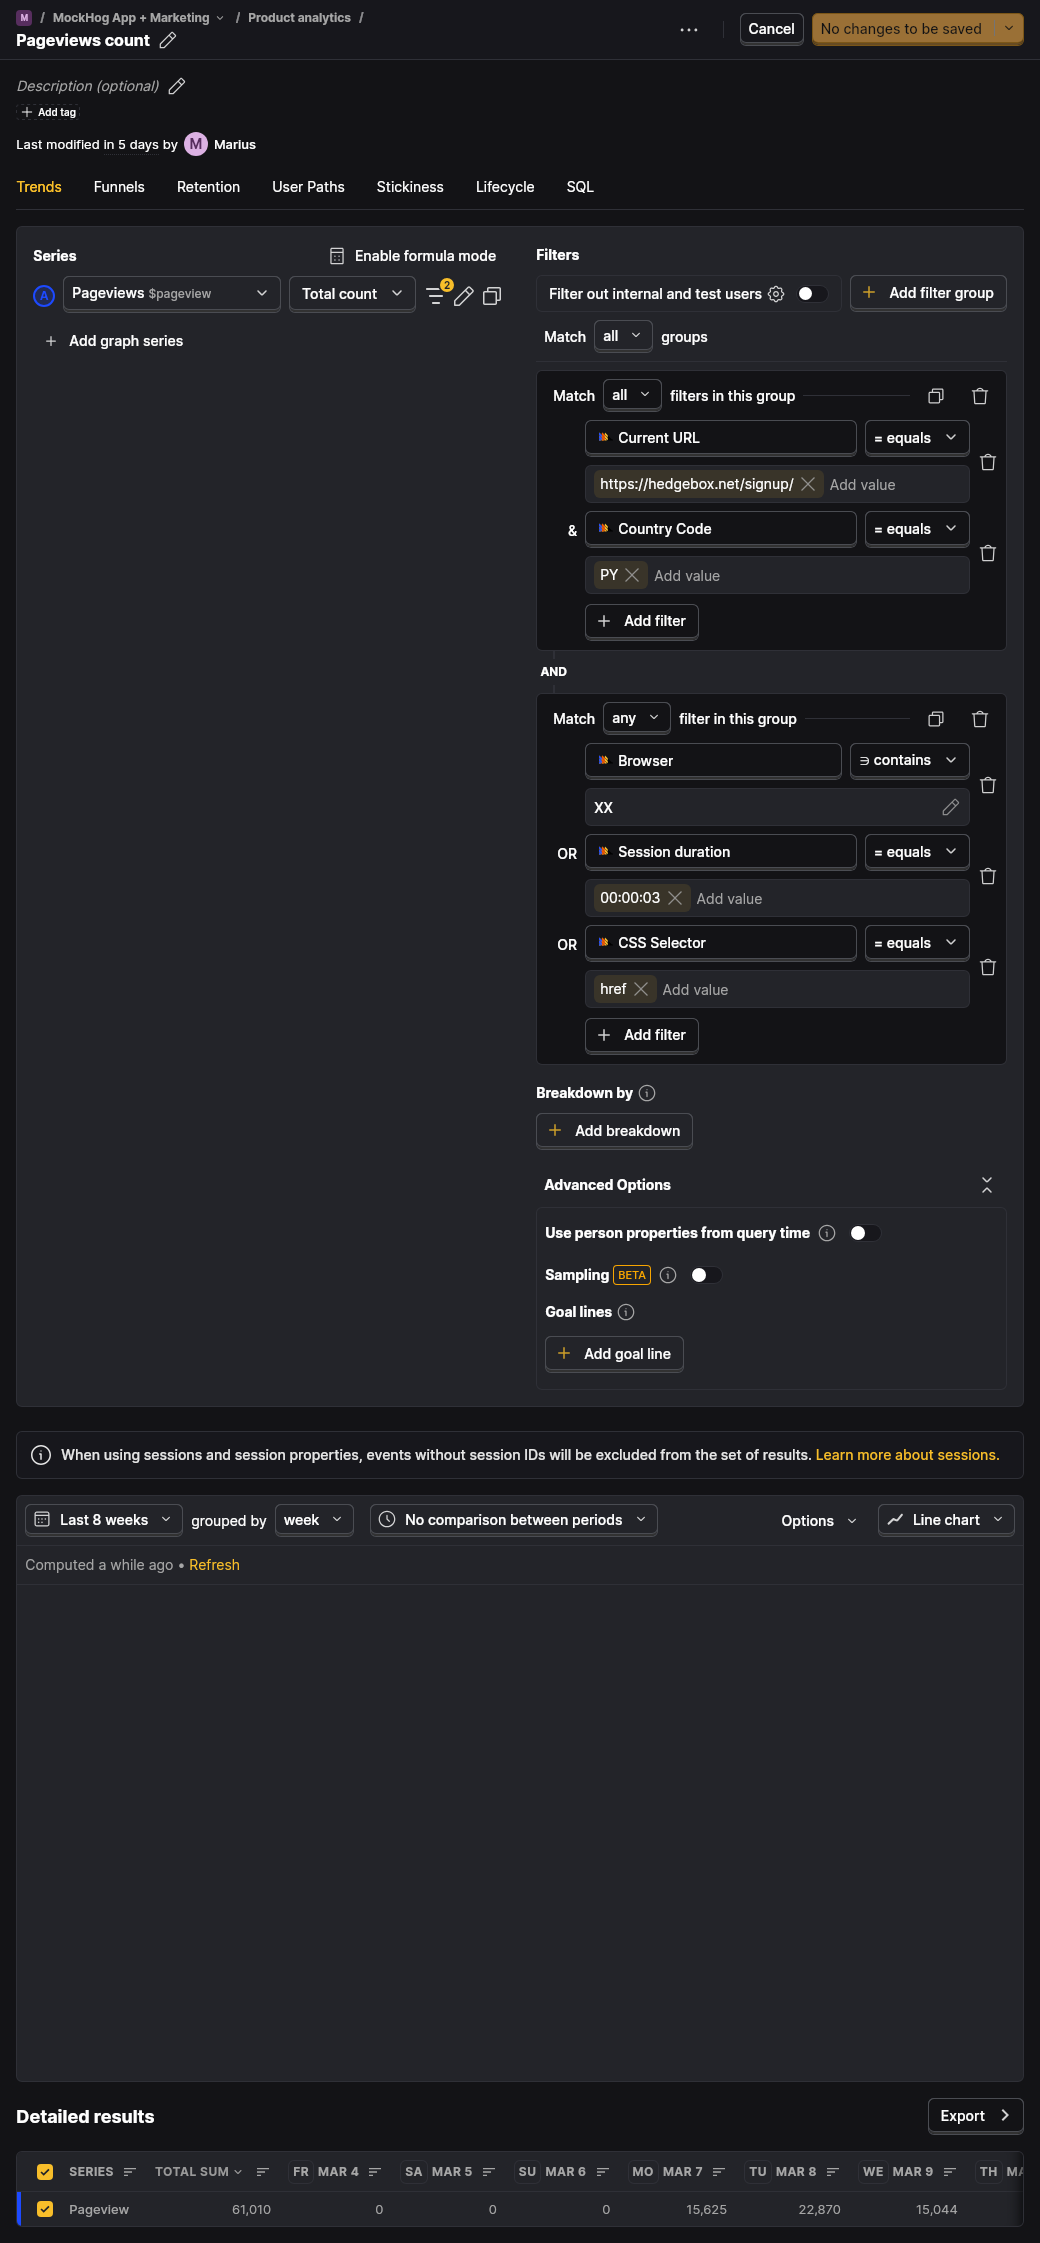 M / MockHog App + Marketing / Product analytics /
Pageviews count
Cancel
No changes to be saved
Description (optional)
+ Add tag
Last modified in 5 days by M Marius
Trends Funnels Retention User Paths Stickiness Lifecycle SQL
Series
Enable formula mode
A Pageviews $pageview Total count 2
+ Add graph series
Filters
Filter out internal and test users
+ Add filter group
Match all groups
Match all filters in this group
Current URL = equals
https://hedgebox.net/signup/ Add value
& Country Code = equals
PY Add value
+ Add filter
AND
Match any filter in this group
Browser ∋ contains
XX
OR Session duration = equals
00:00:03 Add value
OR CSS Selector = equals
href Add value
+ Add filter
Breakdown by
+ Add breakdown
Advanced Options
Use person properties from query time
Sampling BETA
Goal lines
+ Add goal line
When using sessions and session properties, events without session IDs will be excluded from the set of results. Learn more about sessions.
Last 8 weeks grouped by week No comparison between periods Options Line chart
Computed a while ago • Refresh
Detailed results
Export
SERIES TOTAL SUM FR MAR 4 SA MAR 5 SU MAR 6 MO MAR 7 TU MAR 8 WE MAR 9 TH
Pageview 61,010 0 0 0 15,625 22,870 15,044